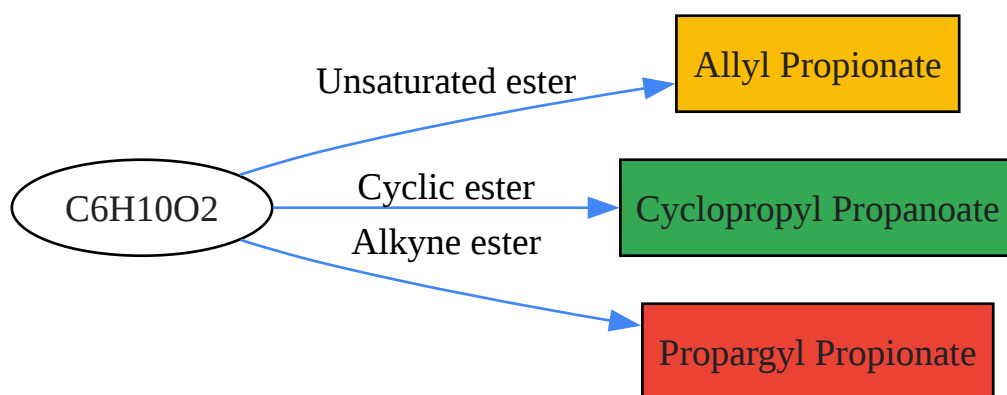 Allyl Propionate
Unsaturated ester
Cyclic ester
C6H10O2
Cyclopropyl Propanoate
Alkyne ester
Propargyl Propionate